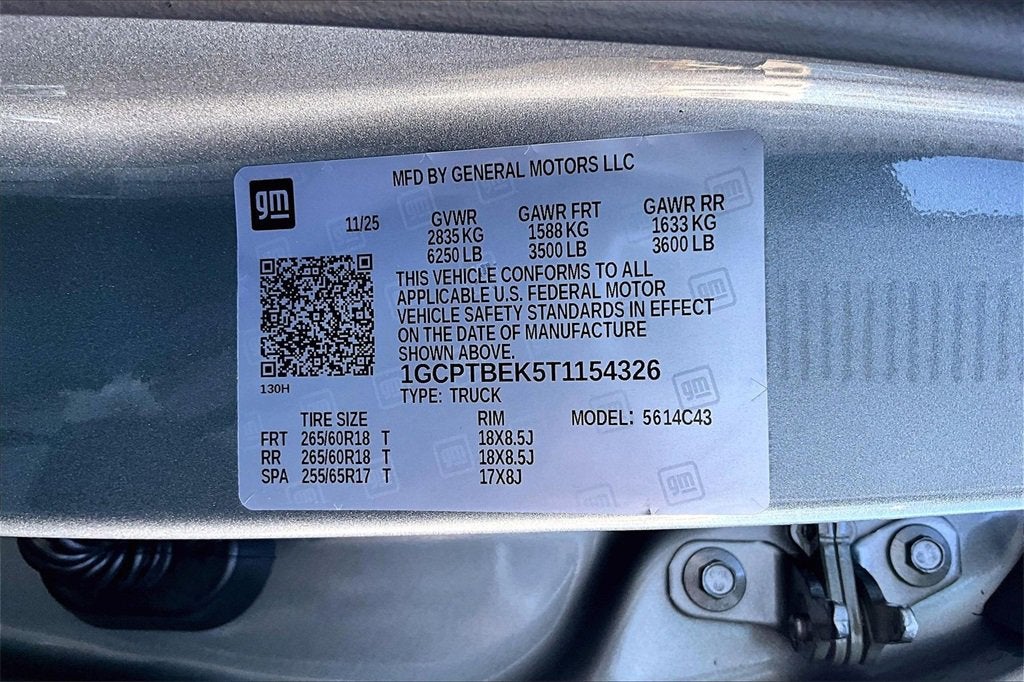 gm
MFD BY GENERAL MOTORS LLC
11/25
GVWR GAWR FRT GAWR RR
2835 KG 1588 KG 1633 KG
6250 LB 3500 LB 3600 LB
THIS VEHICLE CONFORMS TO ALL
APPLICABLE U.S. FEDERAL MOTOR
VEHICLE SAFETY STANDARDS IN EFFECT
ON THE DATE OF MANUFACTURE
SHOWN ABOVE.
1GCPTBEK5T1154326
130H
TYPE: TRUCK
TIRE SIZE RIM MODEL: 5614C43
FRT 265/60R18 T 18X8.5J
RR 265/60R18 T 18X8.5J
SPA 255/65R17 T 17X8J